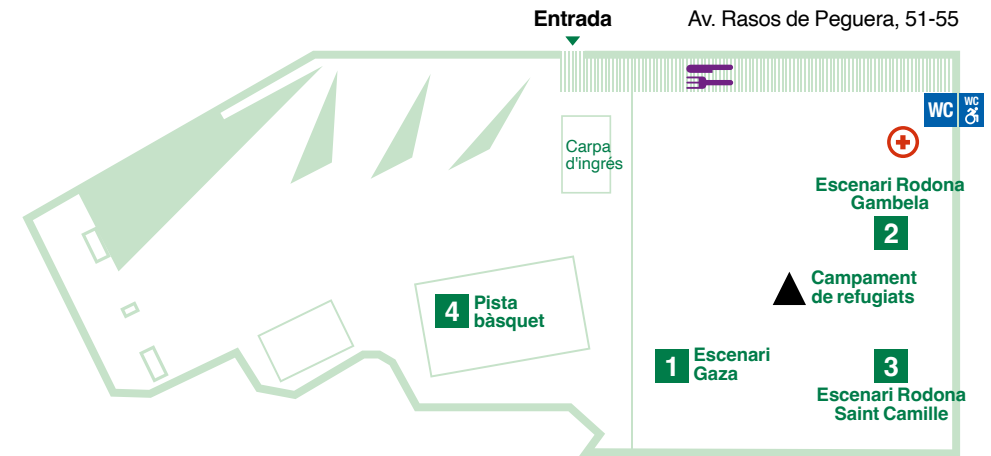 Entrada
Av. Rasos de Peguera, 51-55
WC
WC
Carpa
d'ingrés
Escenari Rodona
Gambela
2
Campament
de refugiats
4
Pista
bàsquet
1
Escenari
Gaza
3
Escenari Rodona
Saint Camille